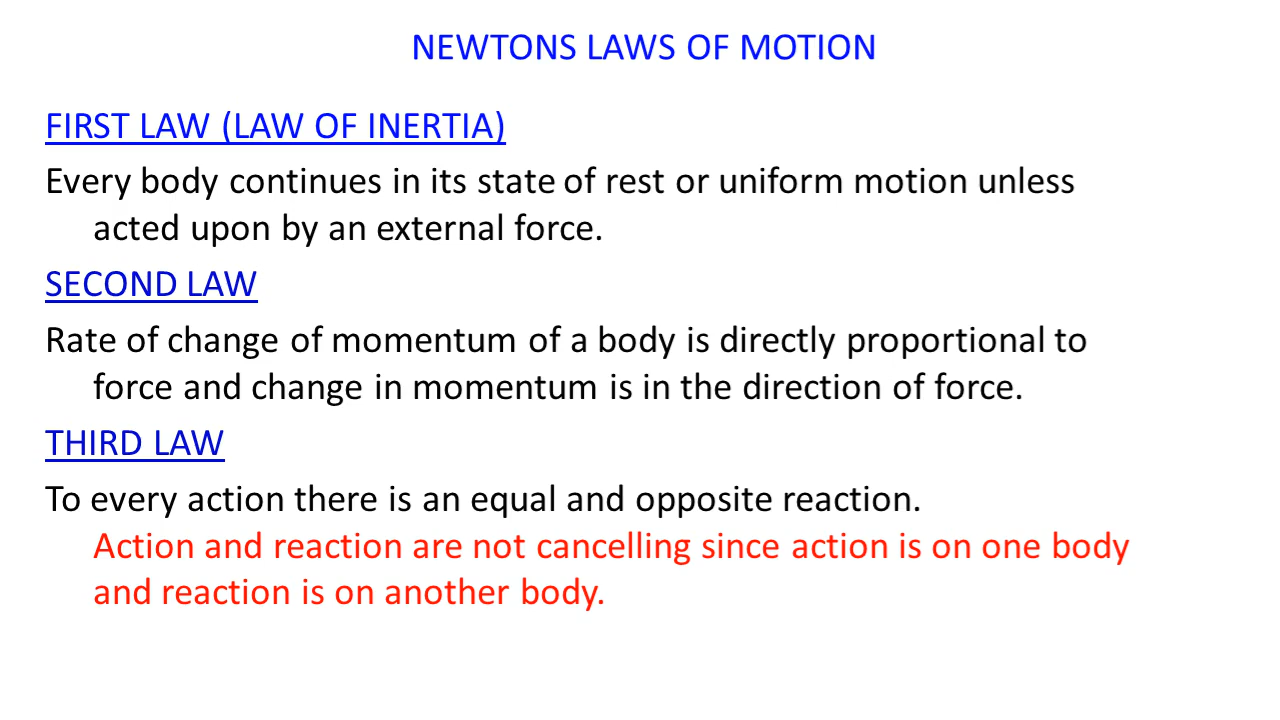 NEWTONS LAWS OF MOTION
FIRST LAW (LAW OF INERTIA)
Every body continues in its state of rest or uniform motion unless
acted upon by an external force.
SECOND LAW
Rate of change of momentum of a body is directly proportional to
force and change in momentum is in the direction of force.
THIRD LAW
To every action there is an equal and opposite reaction.
Action and reaction are not cancelling since action is on one body
and reaction is on another body.